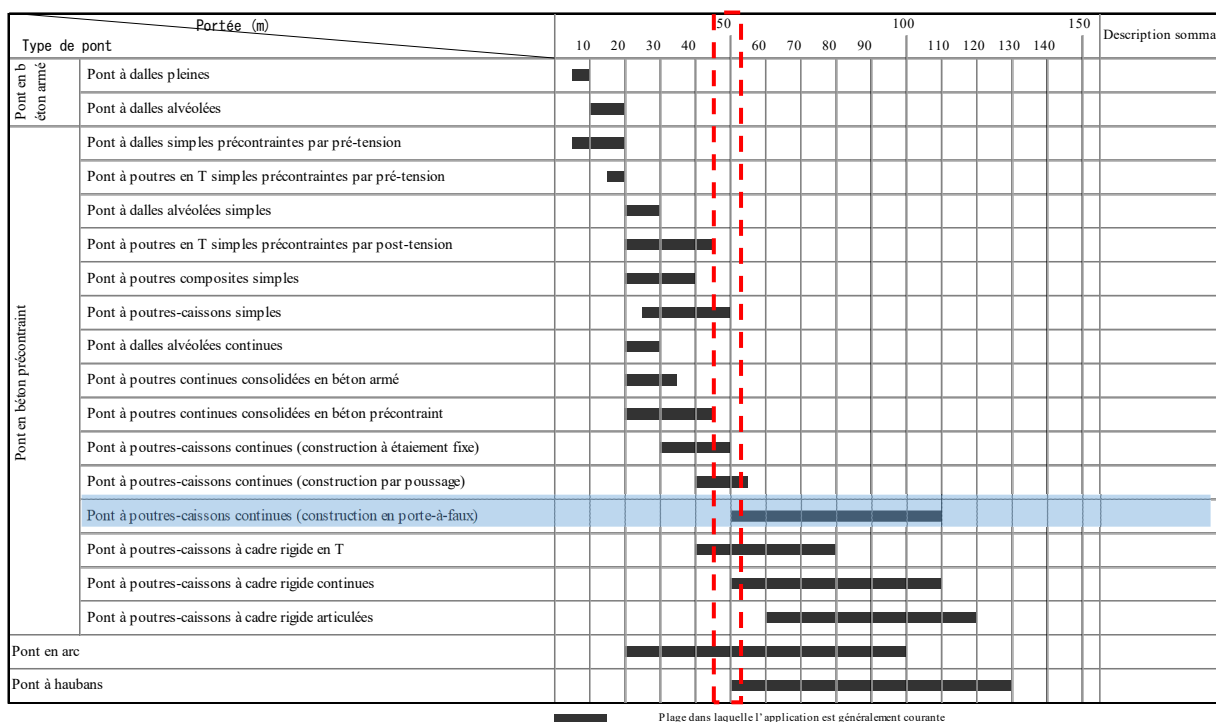 Portée (m)
Type de pont
50 100 150
10 20 30 40 60 70 80 90 110 120 130 140
Description somma
Pont en b
éton armé
Pont à dalles pleines
Pont à dalles alvéolées
Pont en béton précontraint
Pont à dalles simples précontraintes par pré-tension
Pont à poutres en T simples précontraintes par pré-tension
Pont à dalles alvéolées simples
Pont à poutres en T simples précontraintes par post-tension
Pont à poutres composites simples
Pont à poutres-caissons simples
Pont à dalles alvéolées continues
Pont à poutres continues consolidées en béton armé
Pont à poutres continues consolidées en béton précontraint
Pont à poutres-caissons continues (construction à étaiement fixe)
Pont à poutres-caissons continues (construction par poussage)
Pont à poutres-caissons continues (construction en porte-à-faux)
Pont à poutres-caissons à cadre rigide en T
Pont à poutres-caissons à cadre rigide continues
Pont à poutres-caissons à cadre rigide articulées
Pont en arc
Pont à haubans
Plage dans laquelle l'application est généralement courante